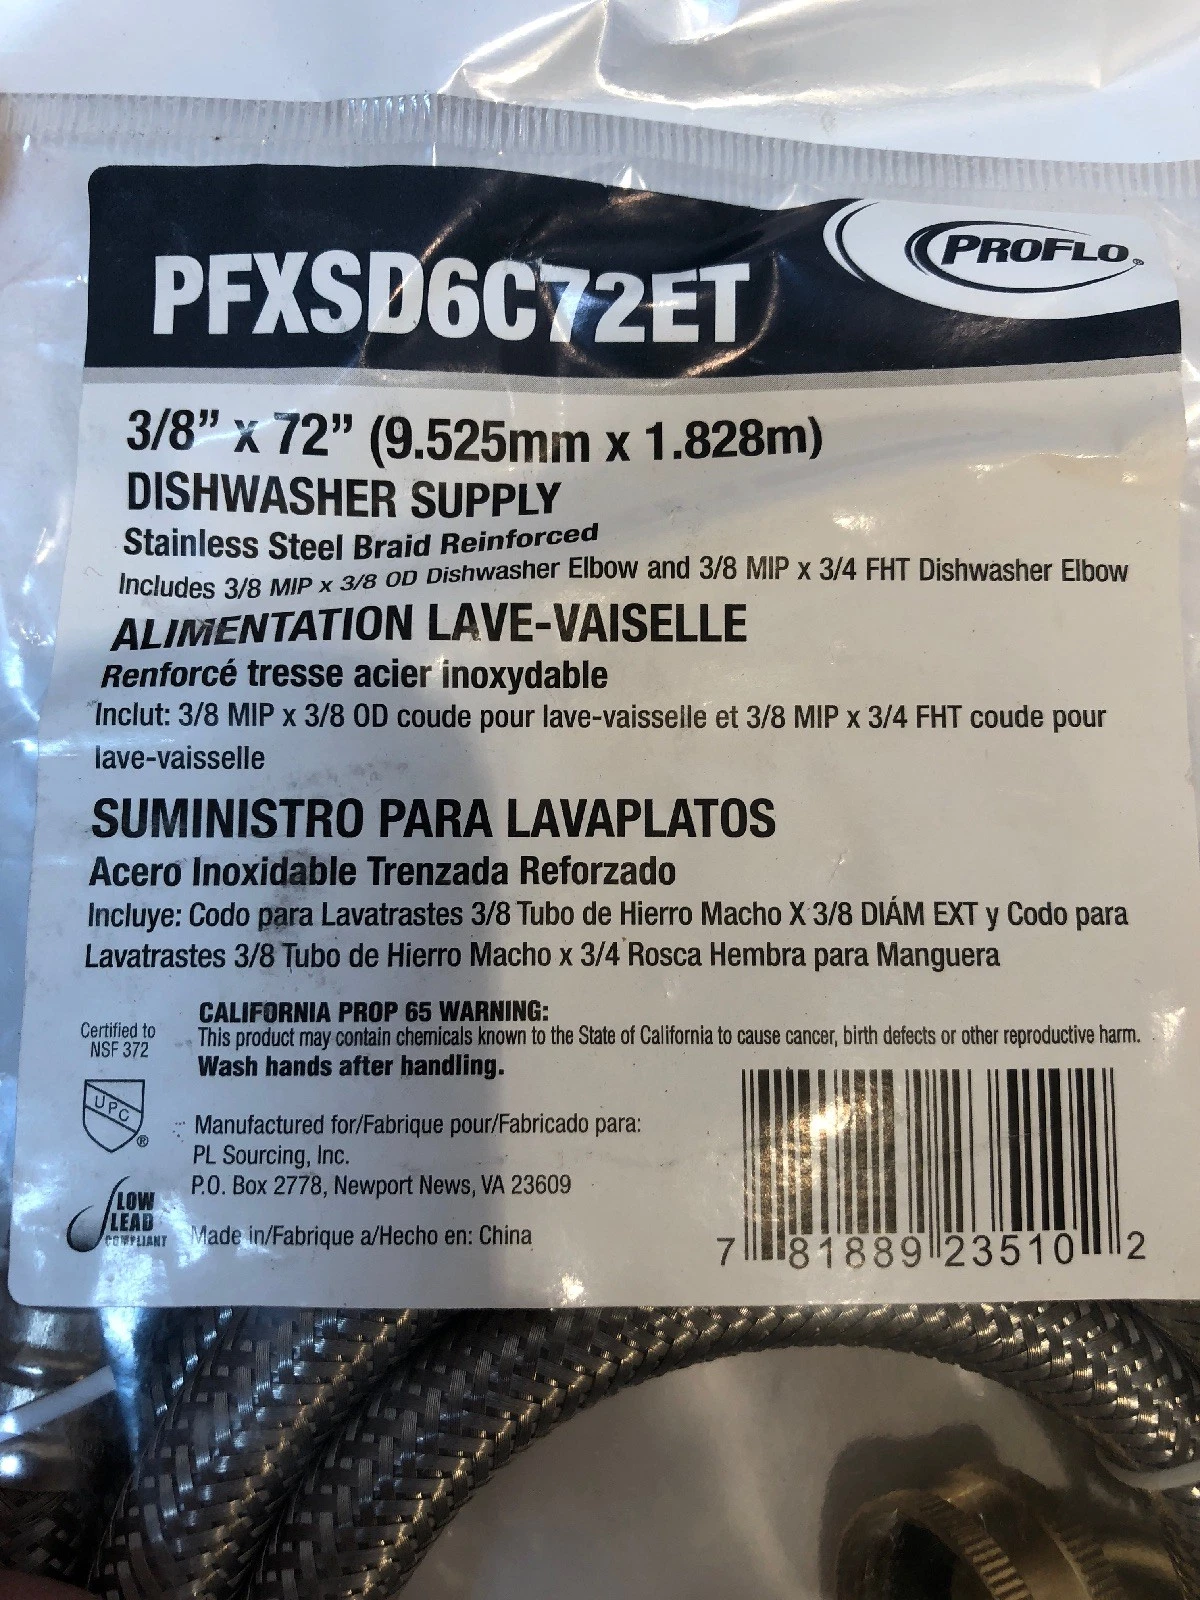 PFXSD6C72ET
PROFLO®
3/8” x 72” (9.525mm x 1.828m)
DISHWASHER SUPPLY
Stainless Steel Braid Reinforced
Includes 3/8 MIP x 3/8 OD Dishwasher Elbow and 3/8 MIP x 3/4 FHT Dishwasher Elbow
ALIMENTATION LAVE-VAISELLE
Renforcé tresse acier inoxydable
Inclut: 3/8 MIP x 3/8 OD coude pour lave-vaisselle et 3/8 MIP x 3/4 FHT coude pour
lave-vaisselle
SUMINISTRO PARA LAVAPLATOS
Acero Inoxidable Trenzada Reforzado
Incluye: Codo para Lavatrastes 3/8 Tubo de Hierro Macho X 3/8 DIÁM EXT y Codo para
Lavatrastes 3/8 Tubo de Hierro Macho x 3/4 Rosca Hembra para Manguera
CALIFORNIA PROP 65 WARNING:
This product may contain chemicals known to the State of California to cause cancer, birth defects or other reproductive harm.
Wash hands after handling.
Certified to
NSF 372
UPC
®
Manufactured for/Fabrique pour/Fabricado para:
PL Sourcing, Inc.
P.O. Box 2778, Newport News, VA 23609
LOW
LEAD
COMPLIANT
Made in/Fabrique a/Hecho en: China
7 81889 23510 2